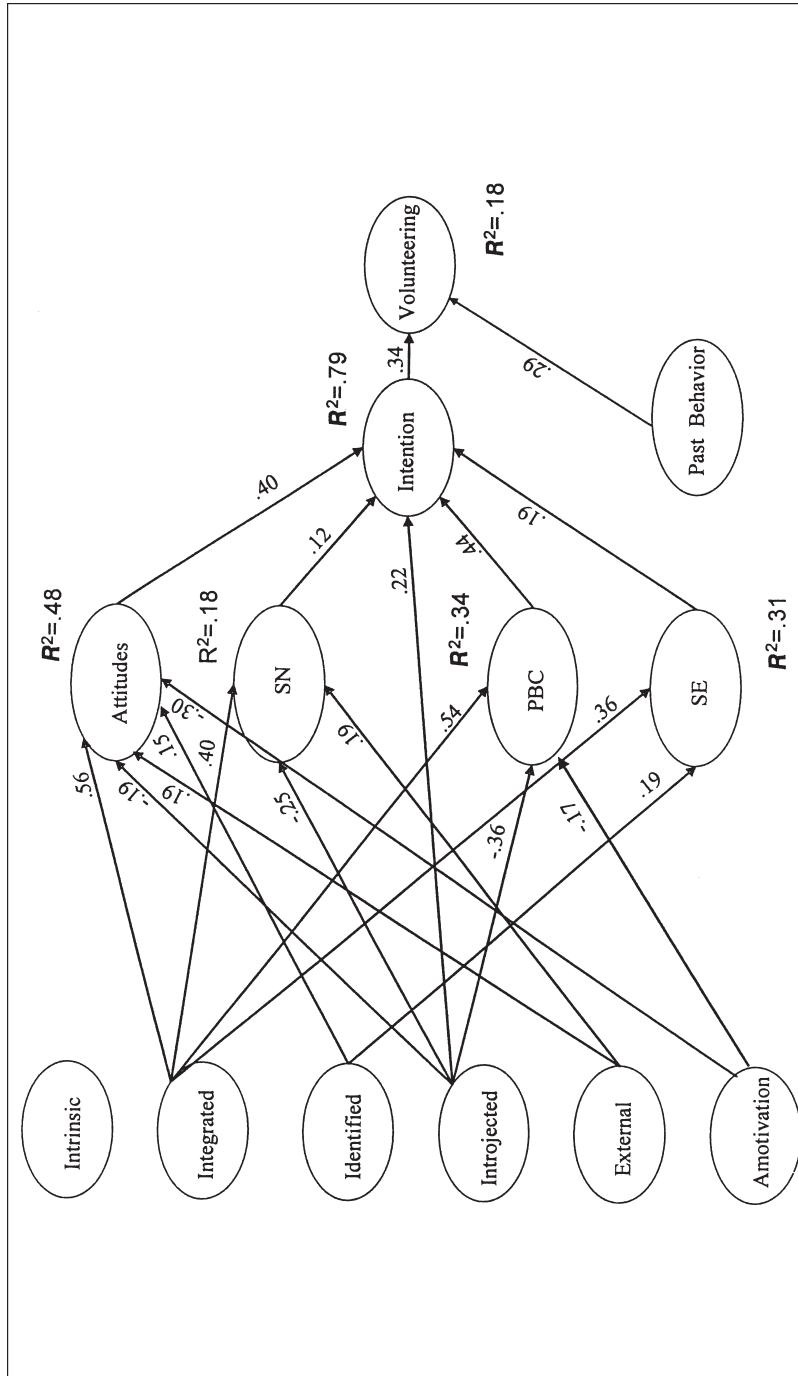 Intrinsic
Integrated
Identified
Introjected
External
Amotivation
.56
-.19
.19
.15
-.30
.40
-.25
.19
.54
-.36
.36
.19
-.17
Attitudes
R²=.48
SN
R²=.18
PBC
R²=.34
SE
R²=.31
.40
.12
.22
.44
.19
Intention
R²=.79
.34
Volunteering
R²=.18
.29
Past Behavior